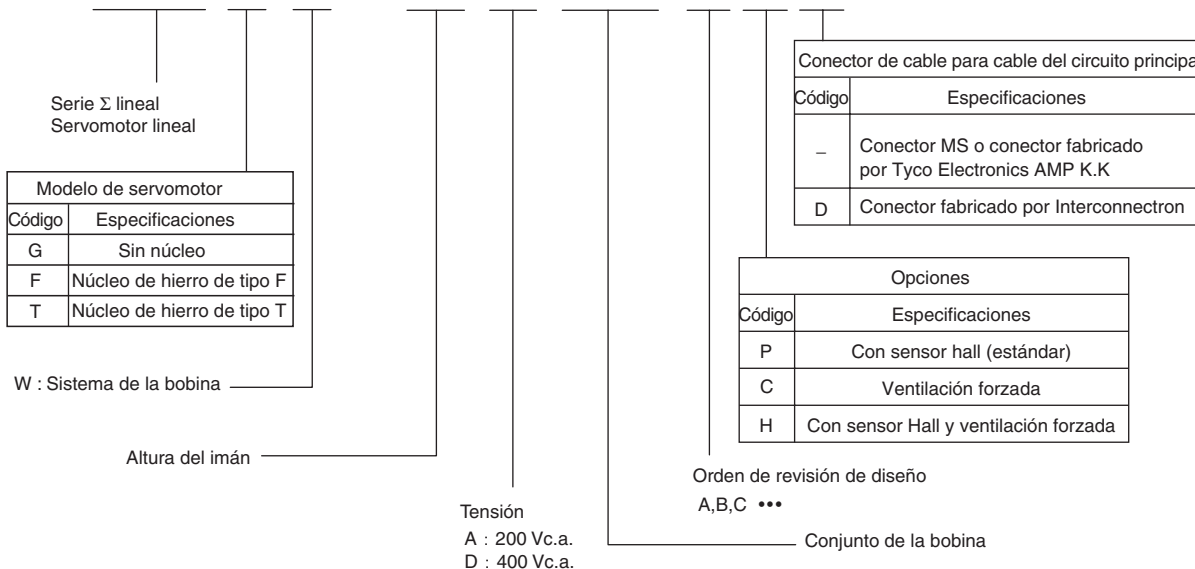 Serie Σ lineal
Servomotor lineal
Modelo de servomotor
Código Especificaciones
G Sin núcleo
F Núcleo de hierro de tipo F
T Núcleo de hierro de tipo T
W : Sistema de la bobina
Altura del imán
Tensión
A : 200 Vc.a.
D : 400 Vc.a.
Conector de cable para cable del circuito principa
Código Especificaciones
– Conector MS o conector fabricado
por Tyco Electronics AMP K.K
D Conector fabricado por Interconnectron
Opciones
Código Especificaciones
P Con sensor hall (estándar)
C Ventilación forzada
H Con sensor Hall y ventilación forzada
Orden de revisión de diseño
A,B,C •••
Conjunto de la bobina